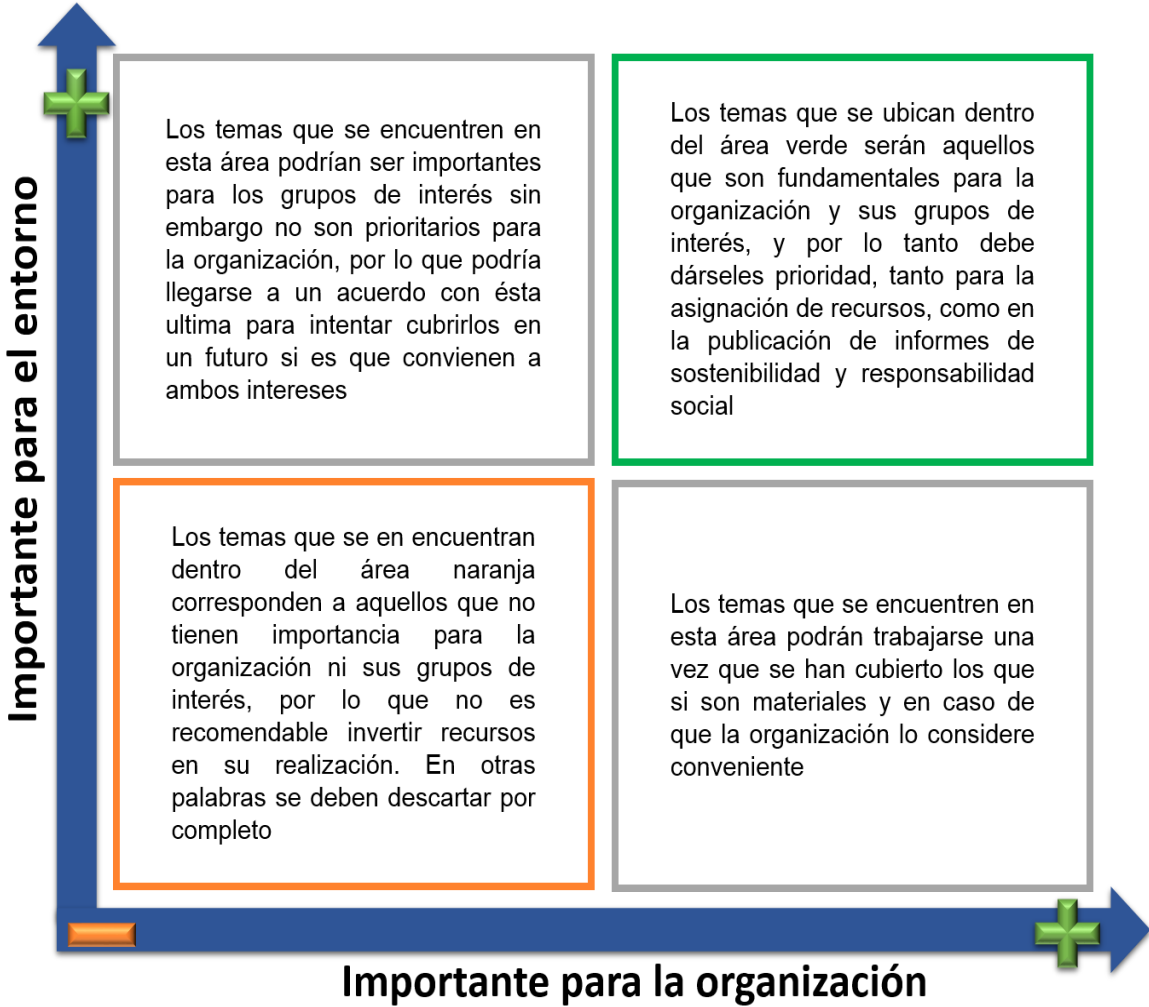 Importante para el entorno
Los temas que se encuentren en
esta área podrían ser importantes
para los grupos de interés sin
embargo no son prioritarios para
la organización, por lo que podría
llegarse a un acuerdo con ésta
ultima para intentar cubrirlos en
un futuro si es que convienen a
ambos intereses
Los temas que se ubican dentro
del área verde serán aquellos
que son fundamentales para la
organización y sus grupos de
interés, y por lo tanto debe
dárseles prioridad, tanto para la
asignación de recursos, como en
la publicación de informes de
sostenibilidad y responsabilidad
social
Los temas que se en encuentran
dentro del área naranja
corresponden a aquellos que no
tienen importancia para la
organización ni sus grupos de
interés, por lo que no es
recomendable invertir recursos
en su realización. En otras
palabras se deben descartar por
completo
Los temas que se encuentren en
esta área podrán trabajarse una
vez que se han cubierto los que
si son materiales y en caso de
que la organización lo considere
conveniente
Importante para la organización